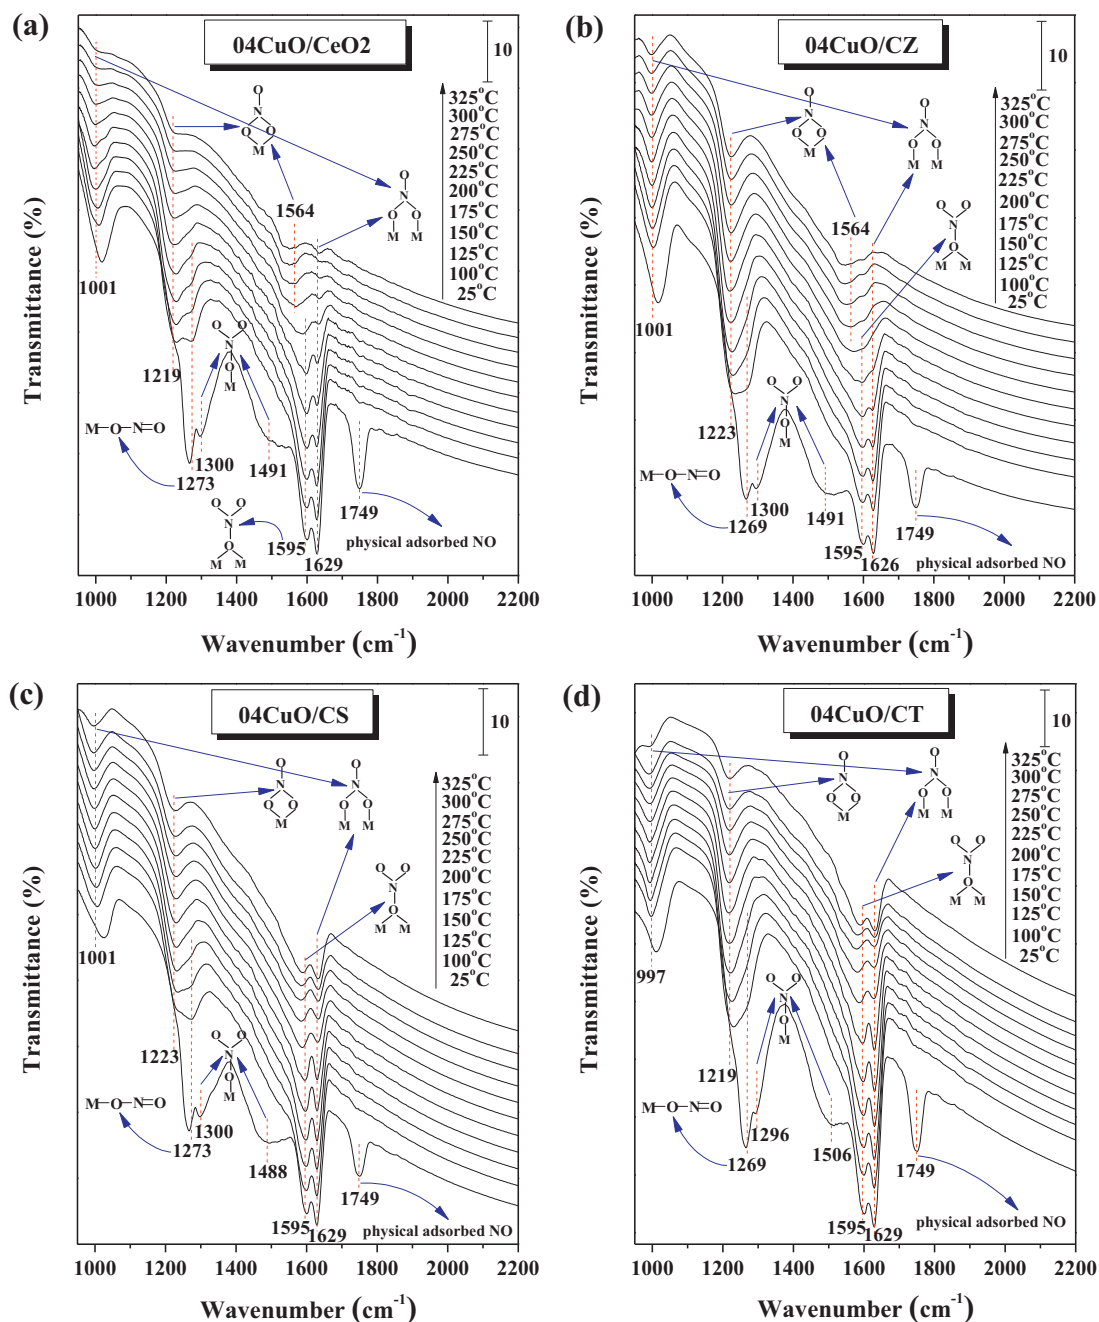 (a)
04CuO/CeO2
10
325°C
300°C
275°C
250°C
225°C
200°C
175°C
150°C
125°C
100°C
25°C
O
N
O O
M
O
N
O O
M M
1564
1001
1219
O O
N
O
M
M-O-N=O
1300
1273
1491
O O
N
O
M M
1595
1629
1749
physical adsorbed NO
Transmittance (%)
1000 1200 1400 1600 1800 2000 2200
Wavenumber (cm⁻¹)
(b)
04CuO/CZ
10
325°C
300°C
275°C
250°C
225°C
200°C
175°C
150°C
125°C
100°C
25°C
O
N
O O
M
O
N
O O
M M
1564
O O
N
O
M M
1001
1223
O O
N
O
M
M-O-N=O
1300
1269
1491
1595
1626
1749
physical adsorbed NO
Transmittance (%)
1000 1200 1400 1600 1800 2000 2200
Wavenumber (cm⁻¹)
(c)
04CuO/CS
10
325°C
300°C
275°C
250°C
225°C
200°C
175°C
150°C
125°C
100°C
25°C
O
N
O O
M
O
N
O O
M M
O O
N
O
M M
1001
1223
O O
N
O
M
M-O-N=O
1300
1273
1488
1595
1629
1749
physical adsorbed NO
Transmittance (%)
1000 1200 1400 1600 1800 2000 2200
Wavenumber (cm⁻¹)
(d)
04CuO/CT
10
325°C
300°C
275°C
250°C
225°C
200°C
175°C
150°C
125°C
100°C
25°C
O
N
O O
M
O
N
O O
M M
O O
N
O
M M
997
1219
O O
N
O
M
M-O-N=O
1296
1269
1506
1595
1629
1749
physical adsorbed NO
Transmittance (%)
1000 1200 1400 1600 1800 2000 2200
Wavenumber (cm⁻¹)